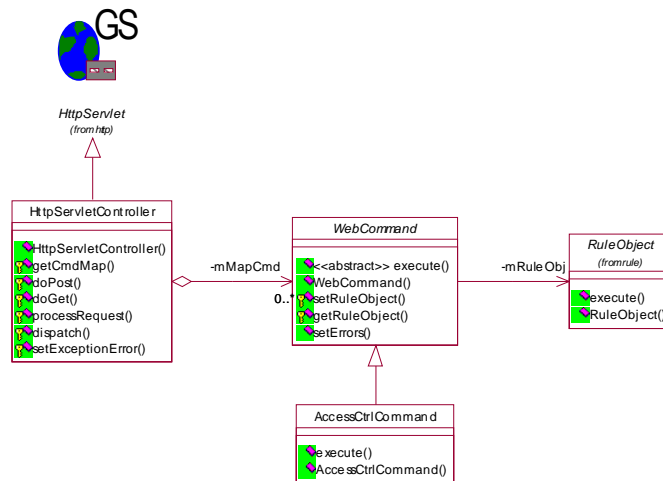 GS
HttpServlet
(from http)
HttpServletController
HttpServletController()
getCmdMap()
doPost()
doGet()
processRequest()
dispatch()
setExceptionError()
-mMapCmd
0..*
WebCommand
<<abstract>> execute()
WebCommand()
setRuleObject()
getRuleObject()
setErrors()
-mRuleObj
RuleObject
(from rule)
execute()
RuleObject()
AccessCtrlCommand
execute()
AccessCtrlCommand()